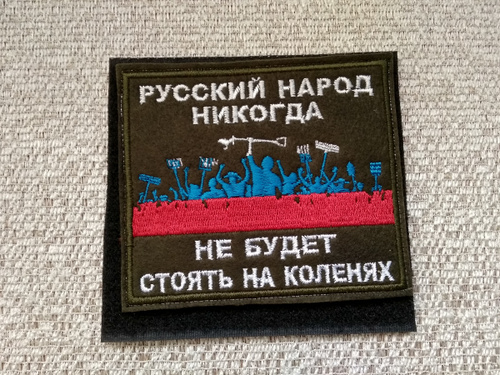 РУССКИЙ НАРОД
НИКОГДА
НЕ БУДЕТ
СТОЯТЬ НА КОЛЕНЯХ